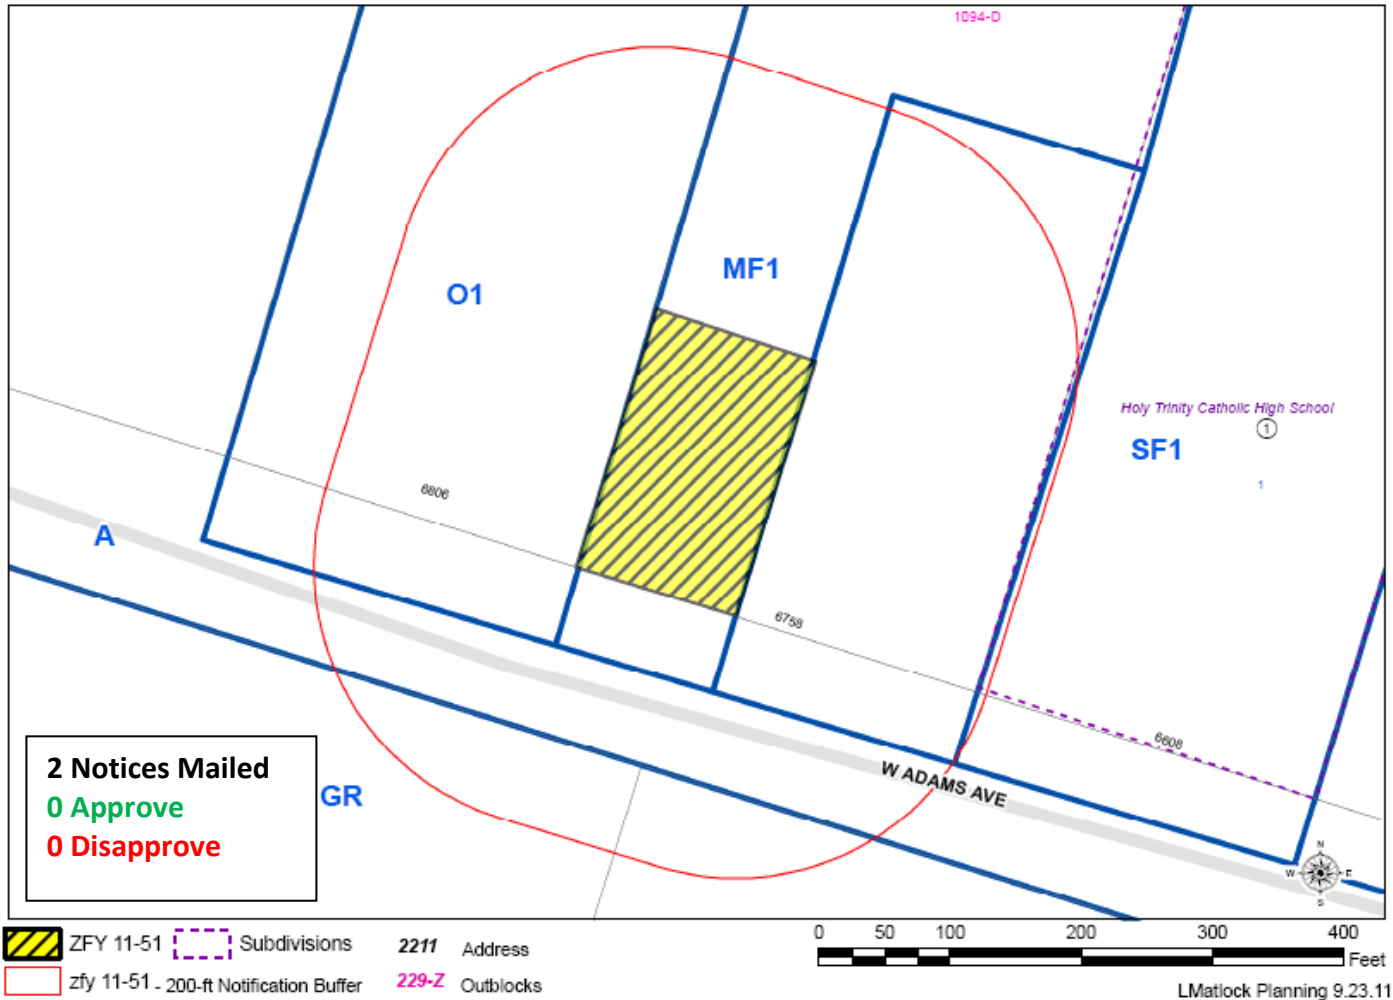 1094-D
MF1
O1
Holy Trinity Catholic High School
1
SF1
1
6806
A
6758
6608
W ADAMS AVE
GR
2 Notices Mailed
0 Approve
0 Disapprove
N
W E
S
ZFY 11-51 Subdivisions 2211 Address
zfy 11-51 - 200-ft Notification Buffer 229-Z Outblocks
0 50 100 200 300 400
Feet
LMatlock Planning 9.23.11